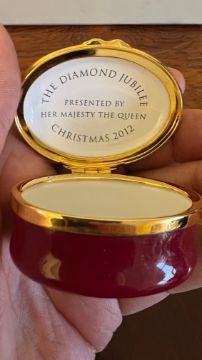 THE DIAMOND JUBILEE
PRESENTED BY
HER MAJESTY THE QUEEN
CHRISTMAS 2012